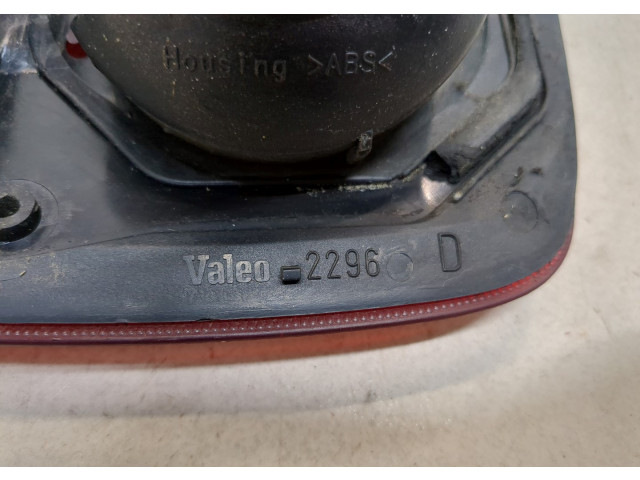 Housing >ABS<
Valeo 2296 D